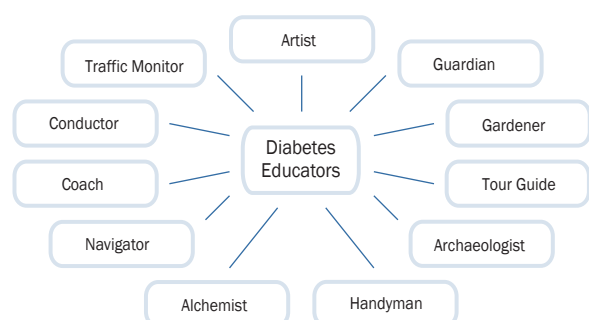 Artist
Traffic Monitor
Guardian
Conductor
Gardener
Diabetes
Educators
Coach
Tour Guide
Navigator
Archaeologist
Alchemist
Handyman